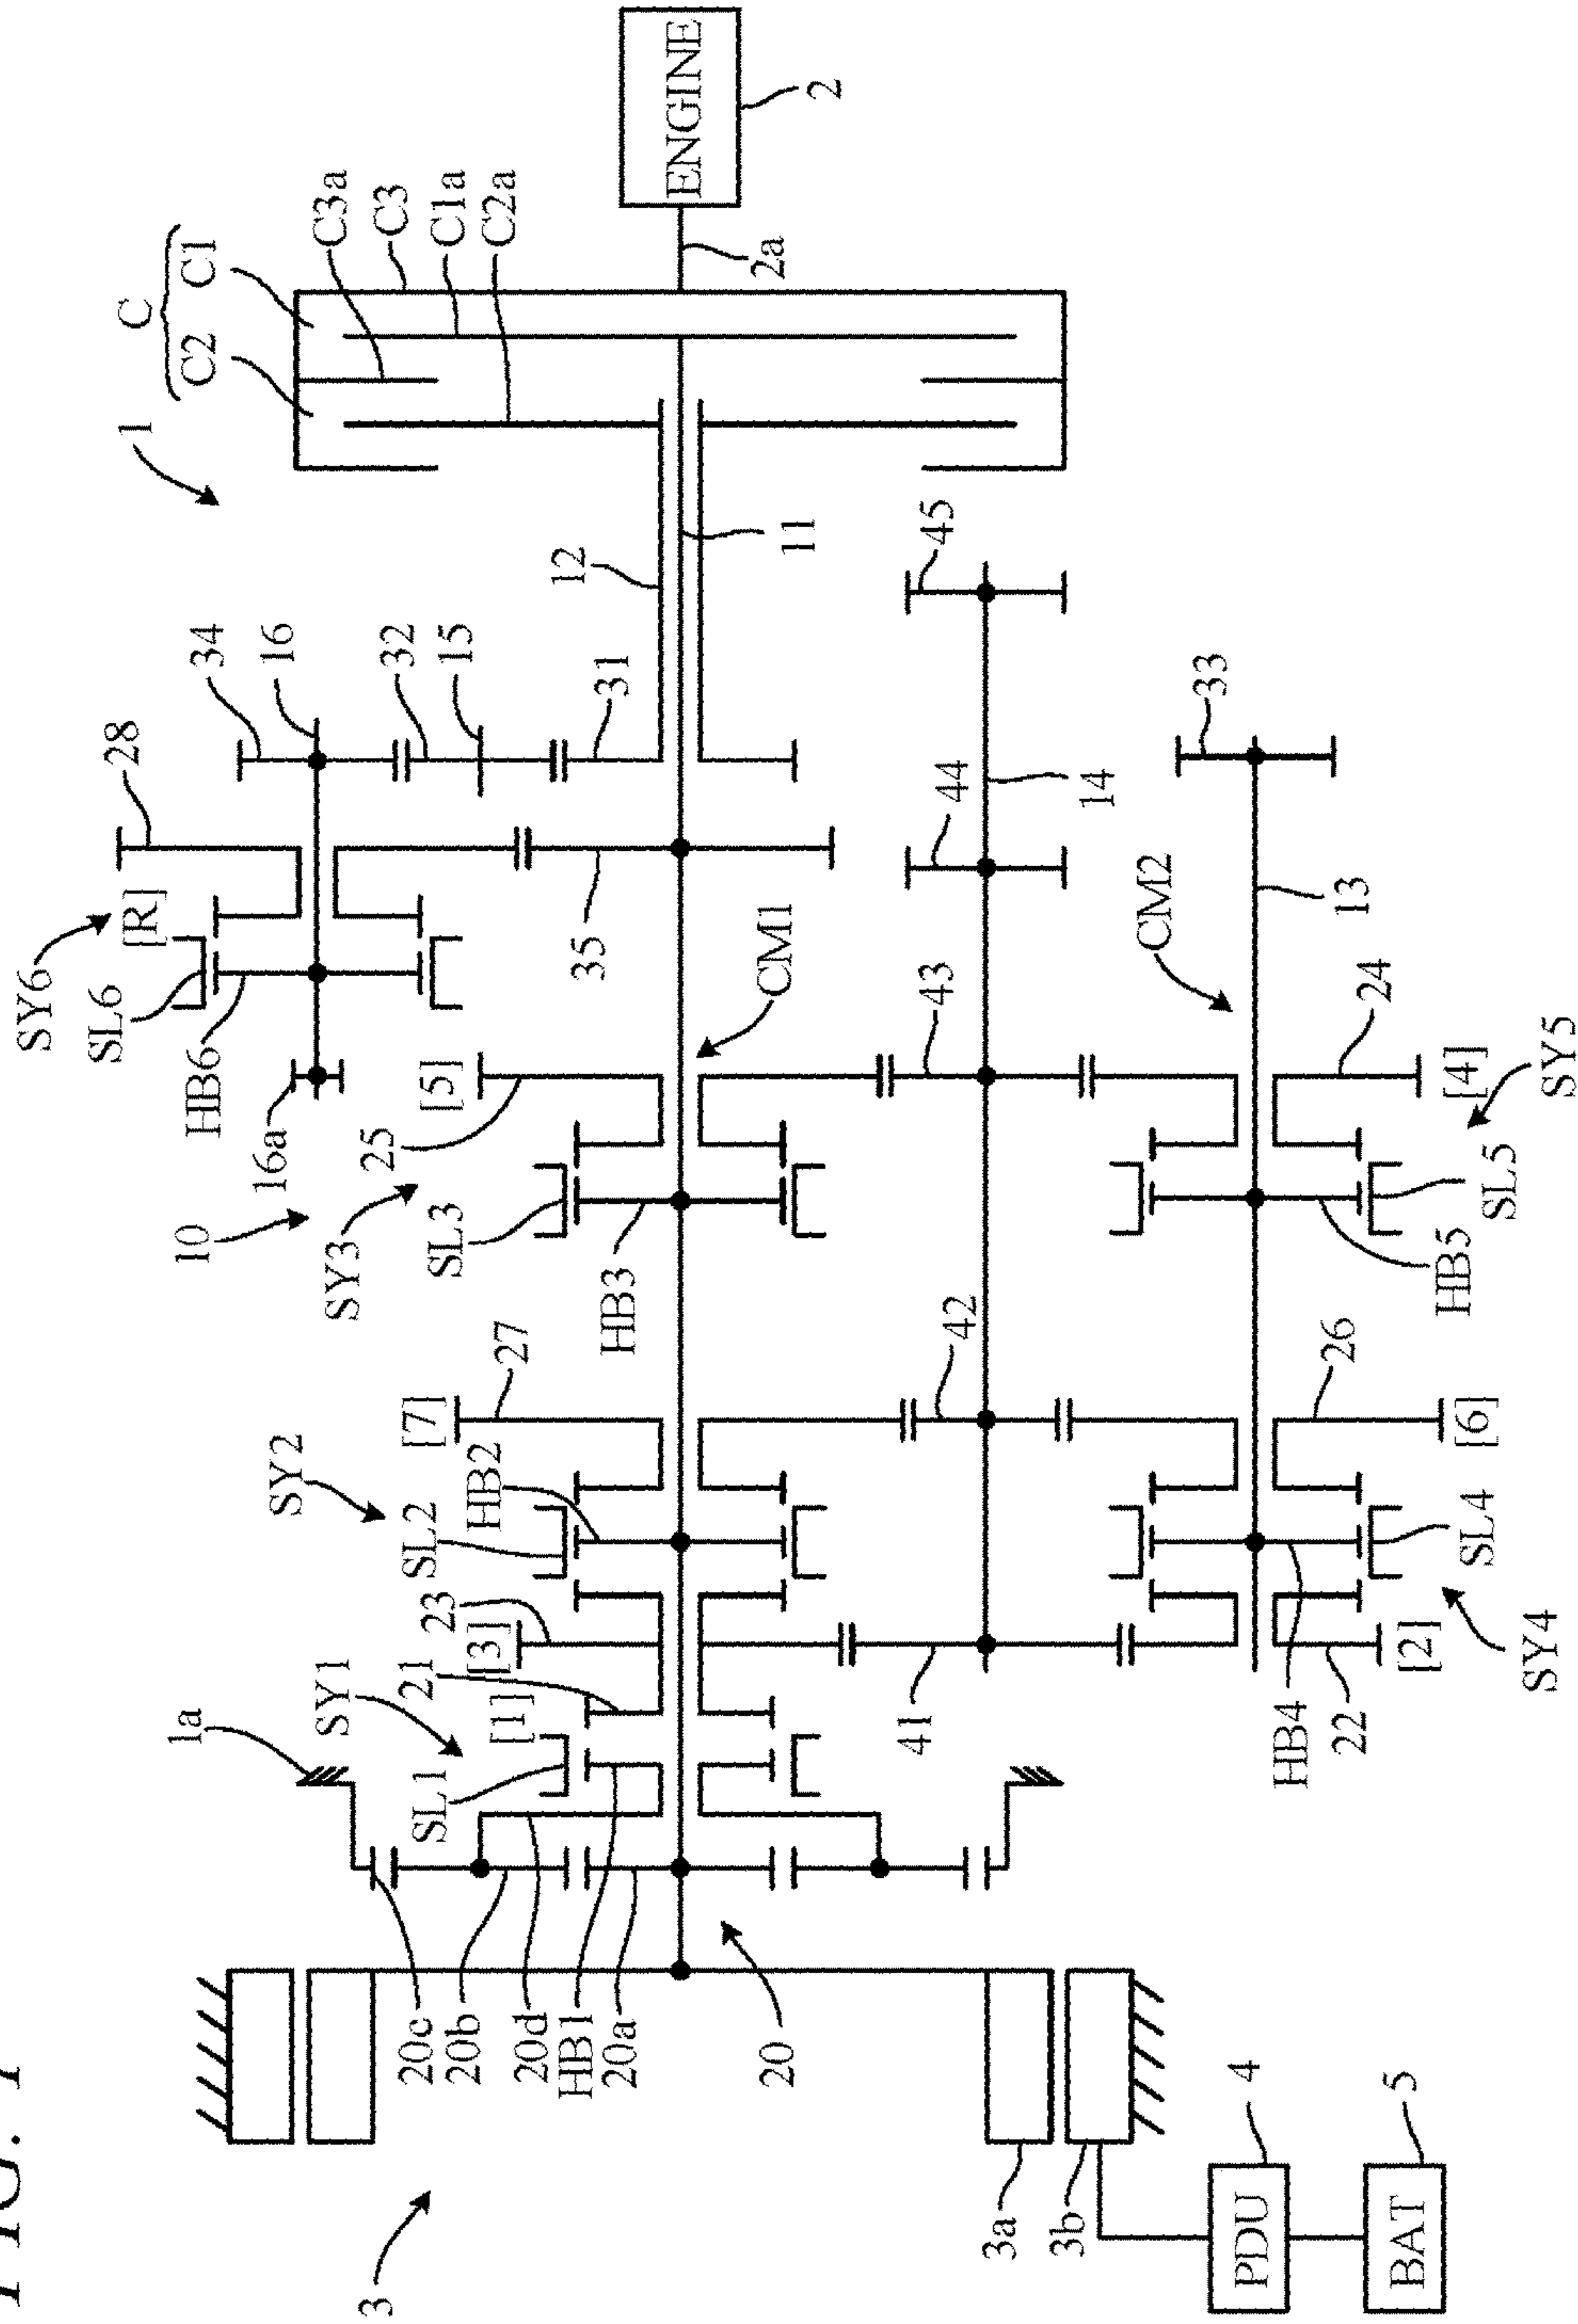 FIG. 1
ENGINE
2
2a
C
C1
C2
C3a
C3
C1a
C2a
1
12
11
45
34
16
32
15
31
28
44
14
33
SY6
[R]
SL6
HB6
16a
35
CM1
43
CM2
13
24
[4]
SY5
[5]
25
10
SY3
SL3
HB3
SL5
HB5
42
27
[7]
26
[6]
SY2
HB2
SL2
SL4
SY4
23
[3]
21
[1]
SY1
SL1
1a
41
HB4
22
[2]
20c
20b
20d
HB1
20a
20
3
3a
3b
4
PDU
5
BAT